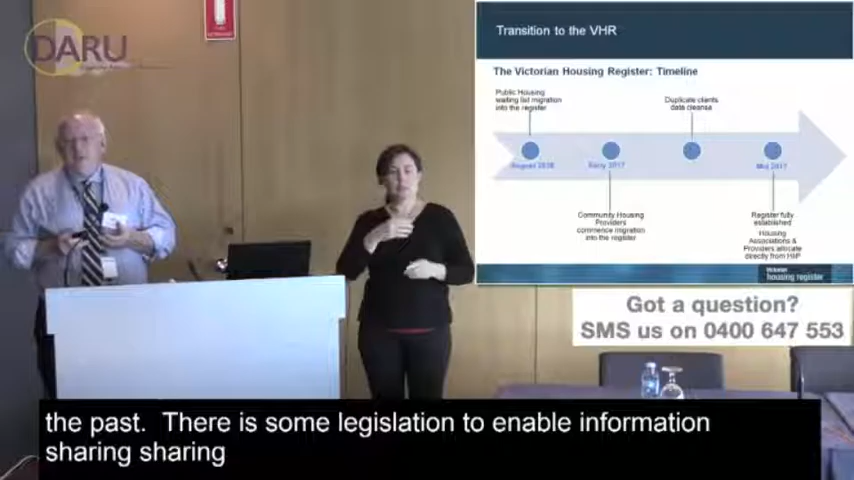 DARU
Transition to the VHR
The Victorian Housing Register: Timeline
Public Housing
waiting list migration
into the register
Duplicate clients
data cleanse
August 2016
Early 2017
Mid 2017
Community Housing
Providers
commence migration
into the register
Register fully
established
Housing
Associations &
Providers allocate
directly from HiiP
Victorian
housing register
Got a question?
SMS us on 0400 647 553
the past.  There is some legislation to enable information
sharing sharing